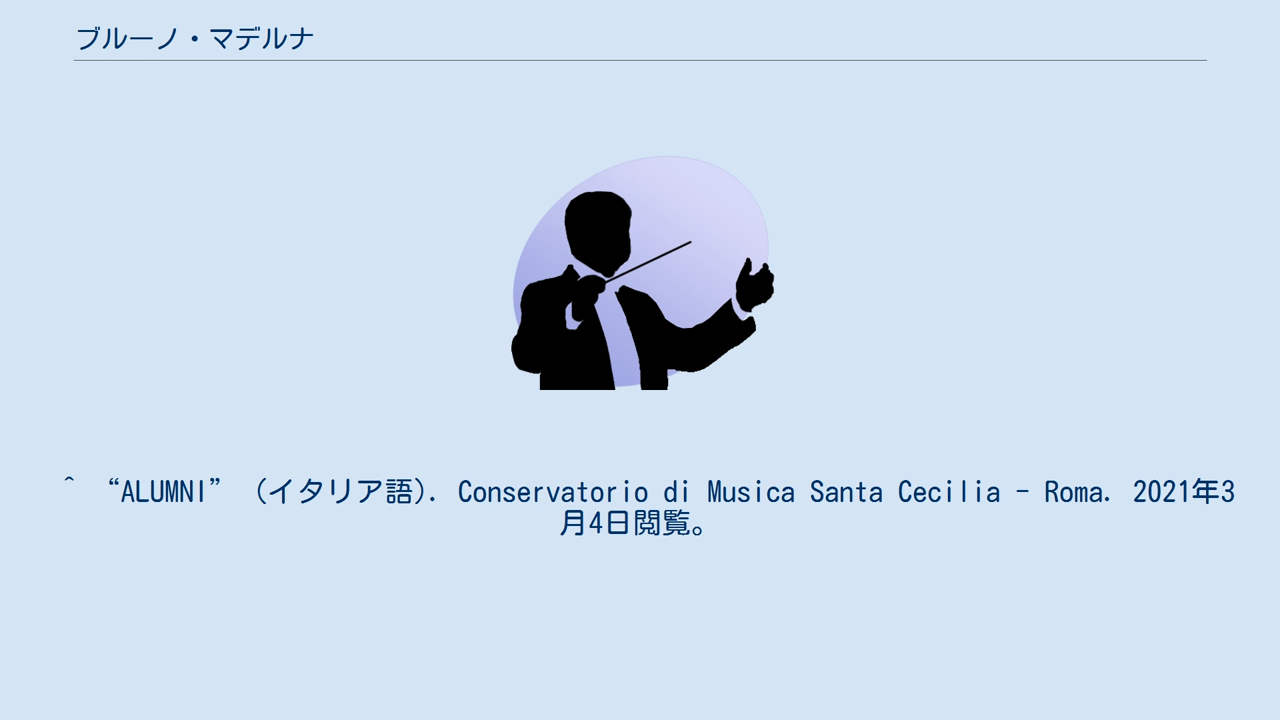 ブルーノ・マデルナ
^ “ALUMNI” (イタリア語). Conservatorio di Musica Santa Cecilia - Roma. 2021年3
月4日閲覧。